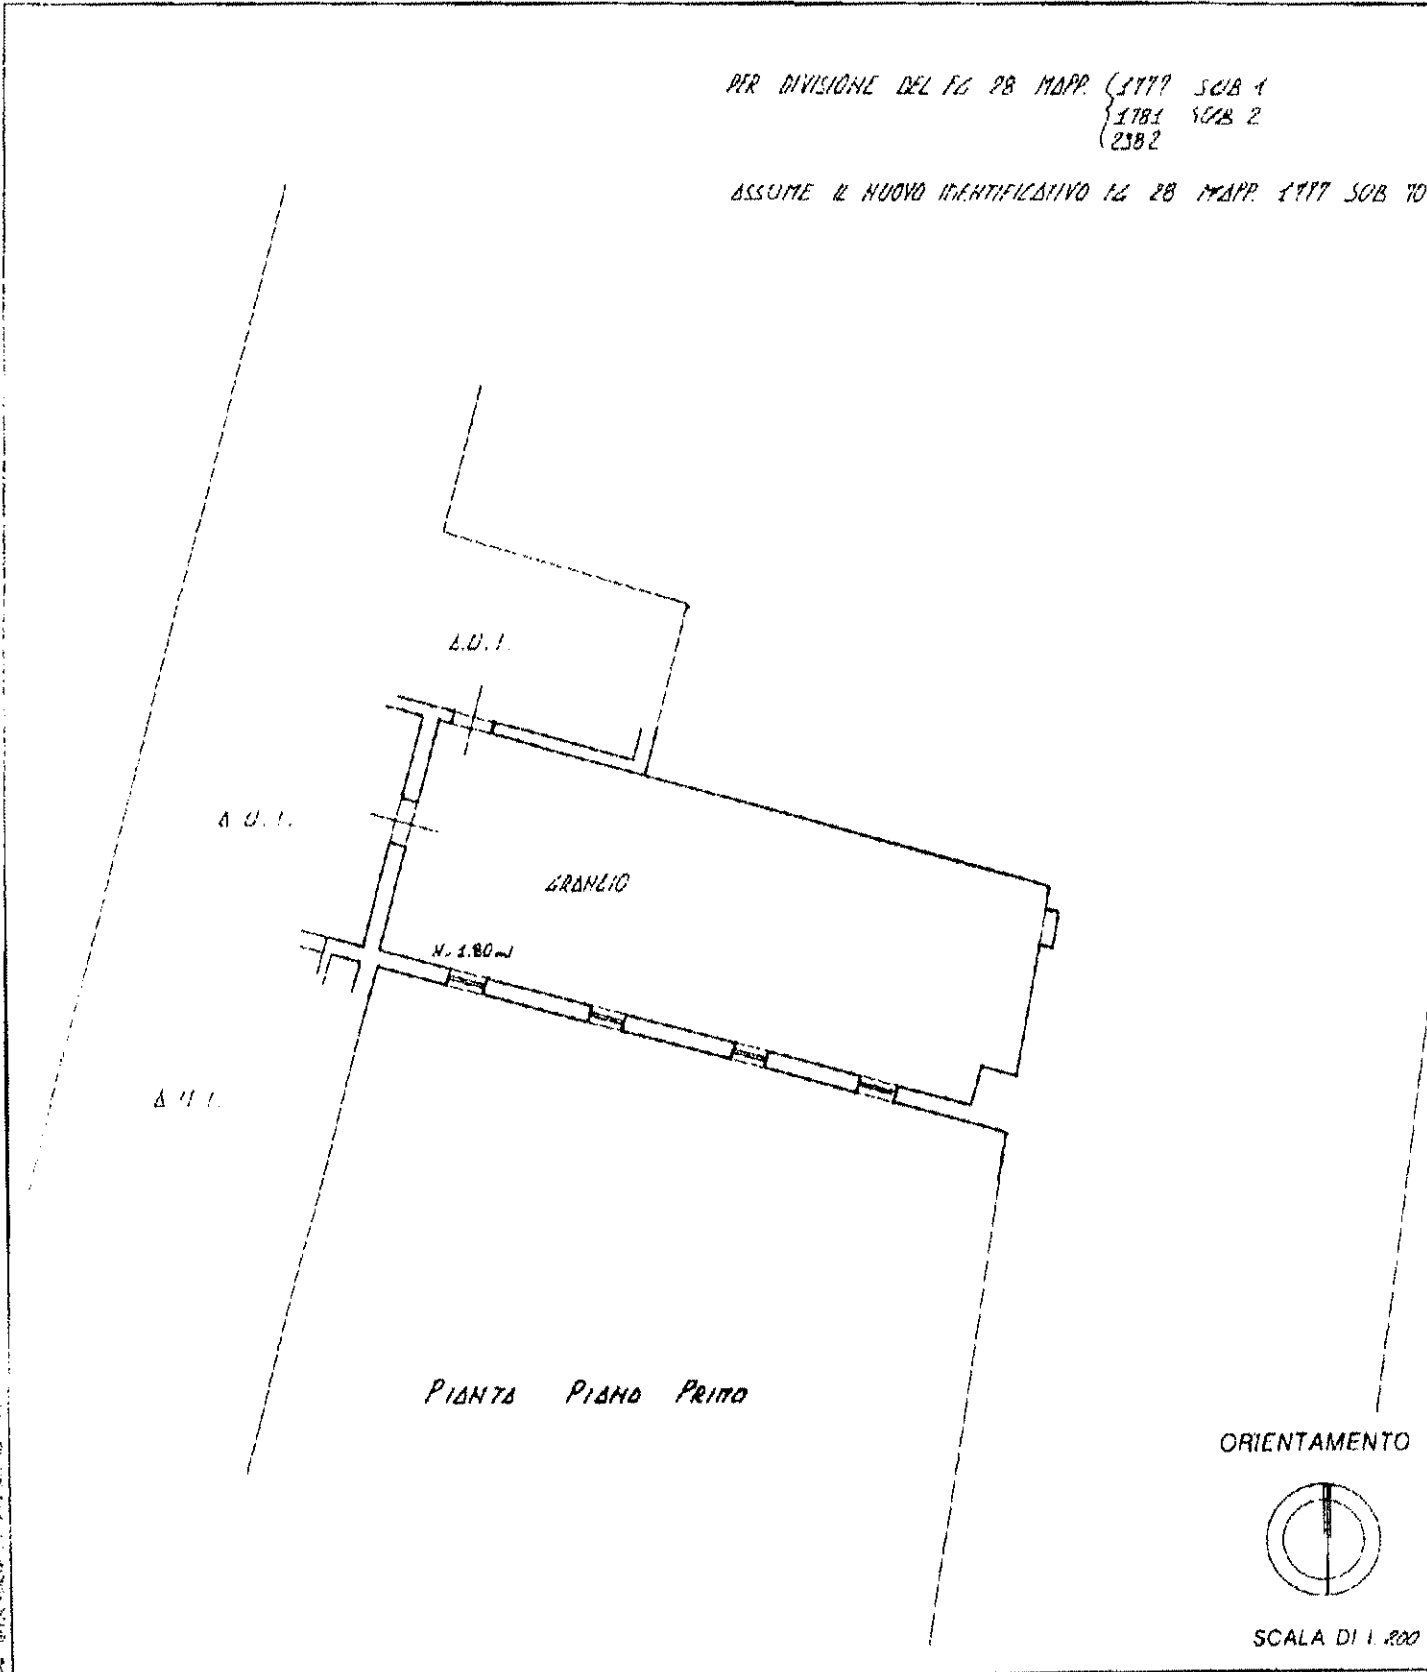 PER DIVISIONE DEL FG 28 MAPP. 1777 SUB 1
1781 SUB 2
2382
ASSUME IL NUOVO IDENTIFICATIVO FG 28 MAPP. 1777 SUB 70
A.U.I.
A.U.I.
GRANAIO
H. 1.80 ml
A.U.I.
PIANTA PIANO PRIMO
ORIENTAMENTO
SCALA DI 1. 200